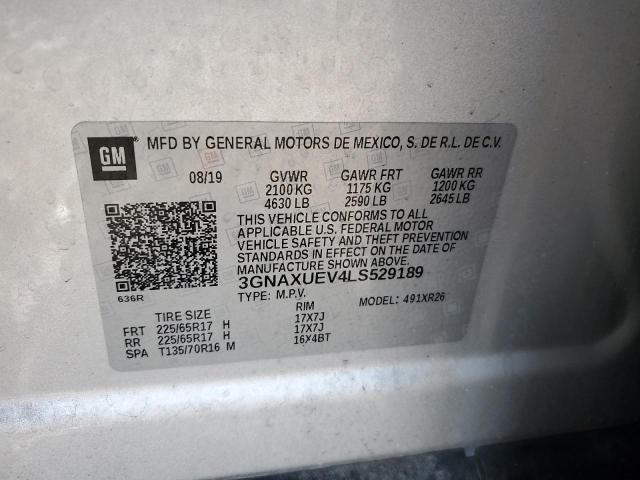 GM
MFD BY GENERAL MOTORS DE MEXICO, S. DE R.L. DE C.V.
08/19 GVWR GAWR FRT GAWR RR
2100 KG 1175 KG 1200 KG
4630 LB 2590 LB 2645 LB
THIS VEHICLE CONFORMS TO ALL
APPLICABLE U.S. FEDERAL MOTOR
VEHICLE SAFETY AND THEFT PREVENTION
STANDARDS IN EFFECT ON THE DATE OF
MANUFACTURE SHOWN ABOVE.
3GNAXUEV4LS529189
636R
TYPE: M.P.V. MODEL: 491XR26
TIRE SIZE RIM
FRT 225/65R17 H 17X7J
RR 225/65R17 H 17X7J
SPA T135/70R16 M 16X4BT